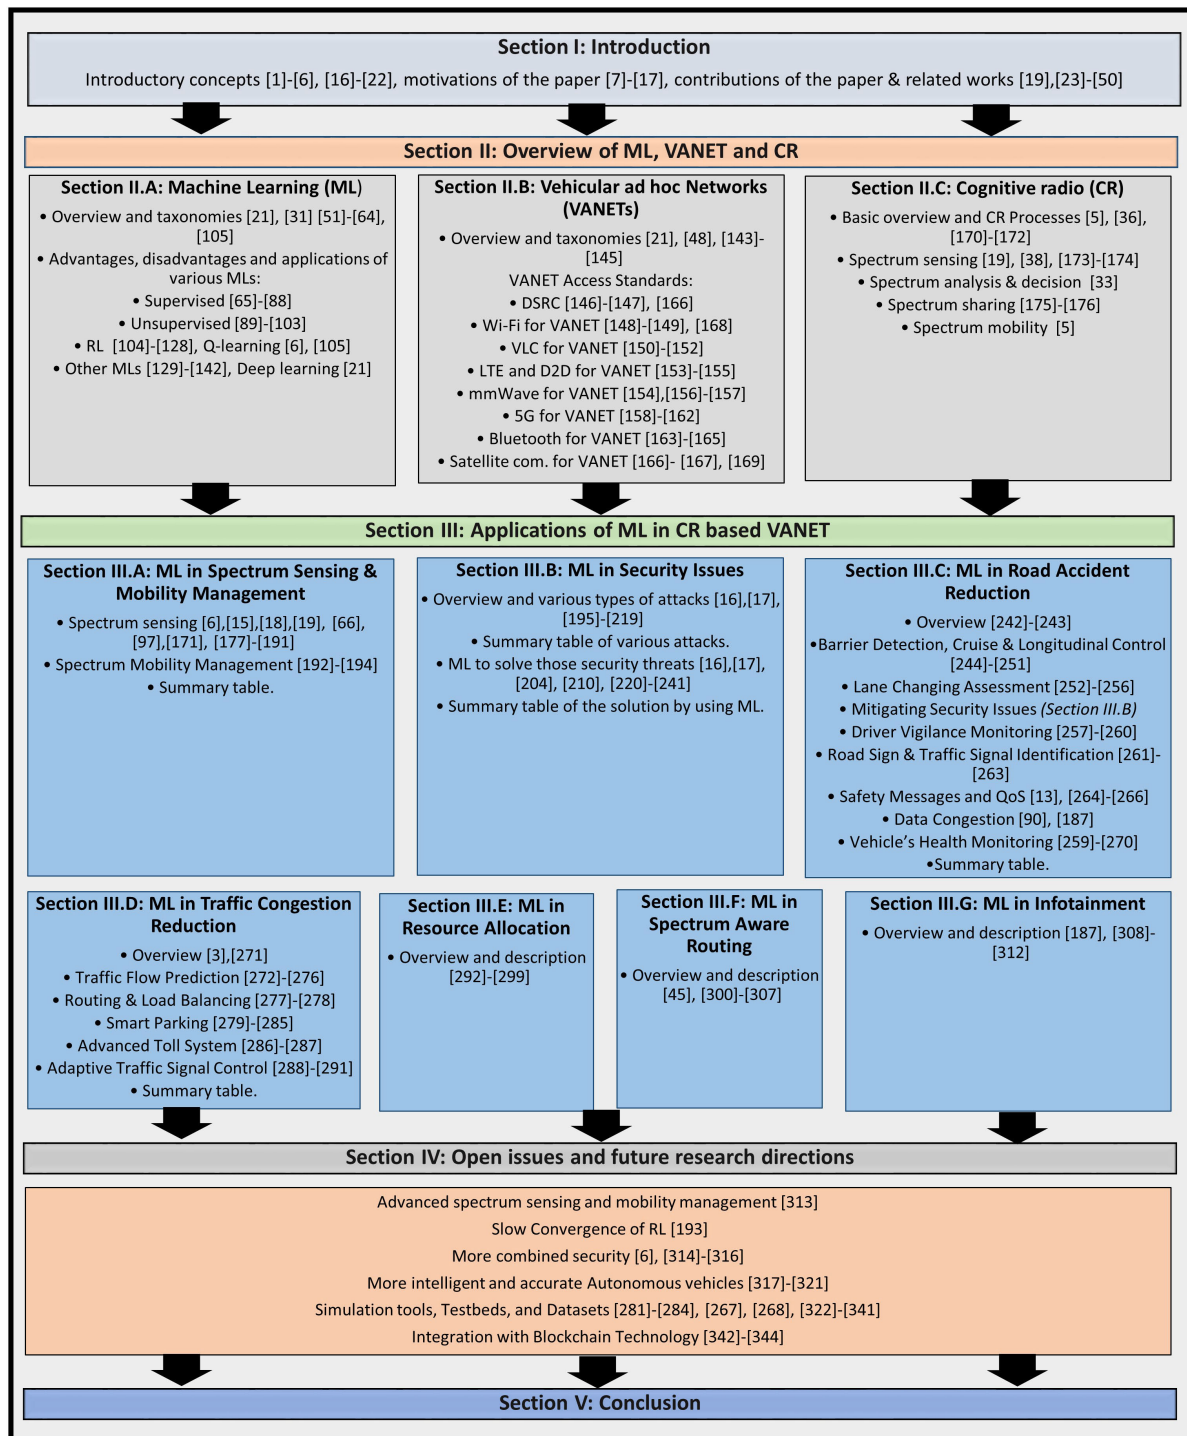 Section I: Introduction
Introductory concepts [1]-[6], [16]-[22], motivations of the paper [7]-[17], contributions of the paper & related works [19],[23]-[50]
Section II: Overview of ML, VANET and CR
Section II.A: Machine Learning (ML)
• Overview and taxonomies [21], [31] [51]-[64],
[105]
• Advantages, disadvantages and applications of
various MLs:
• Supervised [65]-[88]
• Unsupervised [89]-[103]
• RL [104]-[128], Q-learning [6], [105]
• Other MLs [129]-[142], Deep learning [21]
Section II.B: Vehicular ad hoc Networks
(VANETs)
• Overview and taxonomies [21], [48], [143]-
[145]
VANET Access Standards:
• DSRC [146]-[147], [166]
• Wi-Fi for VANET [148]-[149], [168]
• VLC for VANET [150]-[152]
• LTE and D2D for VANET [153]-[155]
• mmWave for VANET [154],[156]-[157]
• 5G for VANET [158]-[162]
• Bluetooth for VANET [163]-[165]
• Satellite com. for VANET [166]- [167], [169]
Section II.C: Cognitive radio (CR)
• Basic overview and CR Processes [5], [36],
[170]-[172]
• Spectrum sensing [19], [38], [173]-[174]
• Spectrum analysis & decision [33]
• Spectrum sharing [175]-[176]
• Spectrum mobility [5]
Section III: Applications of ML in CR based VANET
Section III.A: ML in Spectrum Sensing &
Mobility Management
• Spectrum sensing [6],[15],[18],[19], [66],
[97],[171], [177]-[191]
• Spectrum Mobility Management [192]-[194]
• Summary table.
Section III.B: ML in Security Issues
• Overview and various types of attacks [16],[17],
[195]-[219]
• Summary table of various attacks.
• ML to solve those security threats [16],[17],
[204], [210], [220]-[241]
• Summary table of the solution by using ML.
Section III.C: ML in Road Accident
Reduction
• Overview [242]-[243]
•Barrier Detection, Cruise & Longitudinal Control
[244]-[251]
• Lane Changing Assessment [252]-[256]
• Mitigating Security Issues (Section III.B)
• Driver Vigilance Monitoring [257]-[260]
• Road Sign & Traffic Signal Identification [261]-
[263]
• Safety Messages and QoS [13], [264]-[266]
• Data Congestion [90], [187]
• Vehicle's Health Monitoring [259]-[270]
•Summary table.
Section III.D: ML in Traffic Congestion
Reduction
• Overview [3],[271]
• Traffic Flow Prediction [272]-[276]
• Routing & Load Balancing [277]-[278]
• Smart Parking [279]-[285]
• Advanced Toll System [286]-[287]
• Adaptive Traffic Signal Control [288]-[291]
• Summary table.
Section III.E: ML in
Resource Allocation
• Overview and description
[292]-[299]
Section III.F: ML in
Spectrum Aware
Routing
• Overview and description
[45], [300]-[307]
Section III.G: ML in Infotainment
• Overview and description [187], [308]-
[312]
Section IV: Open issues and future research directions
Advanced spectrum sensing and mobility management [313]
Slow Convergence of RL [193]
More combined security [6], [314]-[316]
More intelligent and accurate Autonomous vehicles [317]-[321]
Simulation tools, Testbeds, and Datasets [281]-[284], [267], [268], [322]-[341]
Integration with Blockchain Technology [342]-[344]
Section V: Conclusion